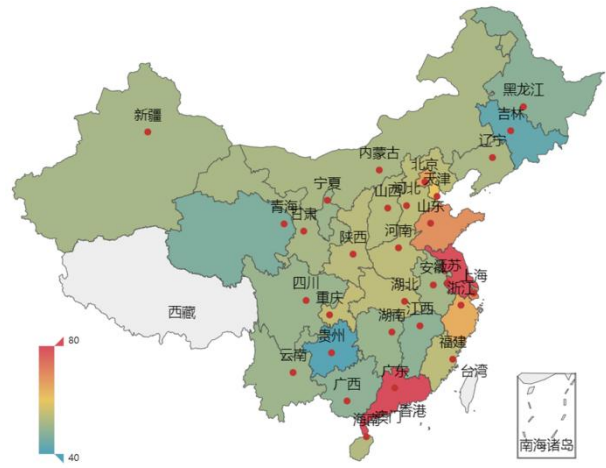 黑龙江
吉林
新疆
辽宁
内蒙古
北京
天津
宁夏
山西
河北
青海
甘肃
山东
陕西
河南
安徽
江苏
上海
四川
湖北
浙江
重庆
西藏
湖南
江西
贵州
福建
云南
台湾
广东
广西
香港
澳门
海南
80
40
南海诸岛